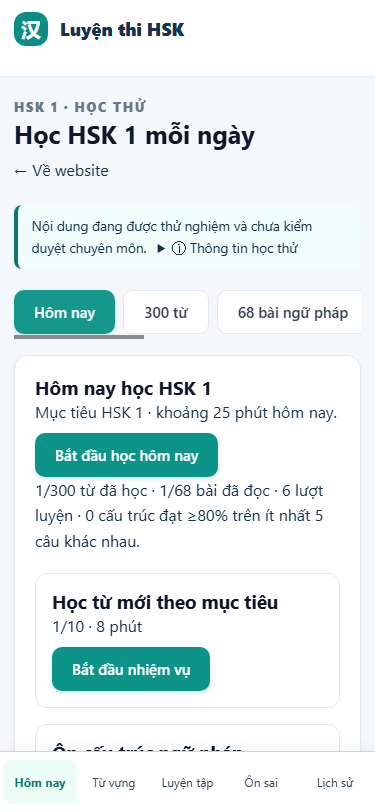 汉 Luyện thi HSK
HSK 1 · HỌC THỬ
Học HSK 1 mỗi ngày
← Về website
Nội dung đang được thử nghiệm và chưa kiểm
duyệt chuyên môn. ▶ ⓘ Thông tin học thử
Hôm nay 300 từ 68 bài ngữ pháp
Hôm nay học HSK 1
Mục tiêu HSK 1 · khoảng 25 phút hôm nay.
Bắt đầu học hôm nay
1/300 từ đã học · 1/68 bài đã đọc · 6 lượt
luyện · 0 cấu trúc đạt ≥80% trên ít nhất 5
câu khác nhau.
Học từ mới theo mục tiêu
1/10 · 8 phút
Bắt đầu nhiệm vụ
Ôn cấu trúc ngữ pháp
Hôm nay Từ vựng Luyện tập Ôn sai Lịch sử